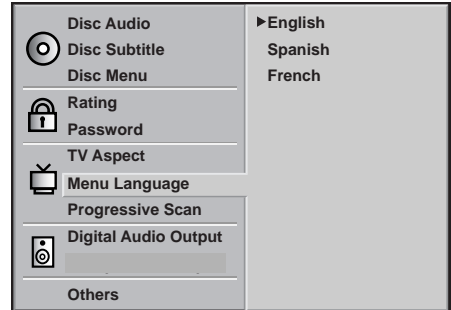 Disc Audio
Disc Subtitle
Disc Menu
Rating
Password
TV Aspect
Menu Language
Progressive Scan
Digital Audio Output
Others
English
Spanish
French